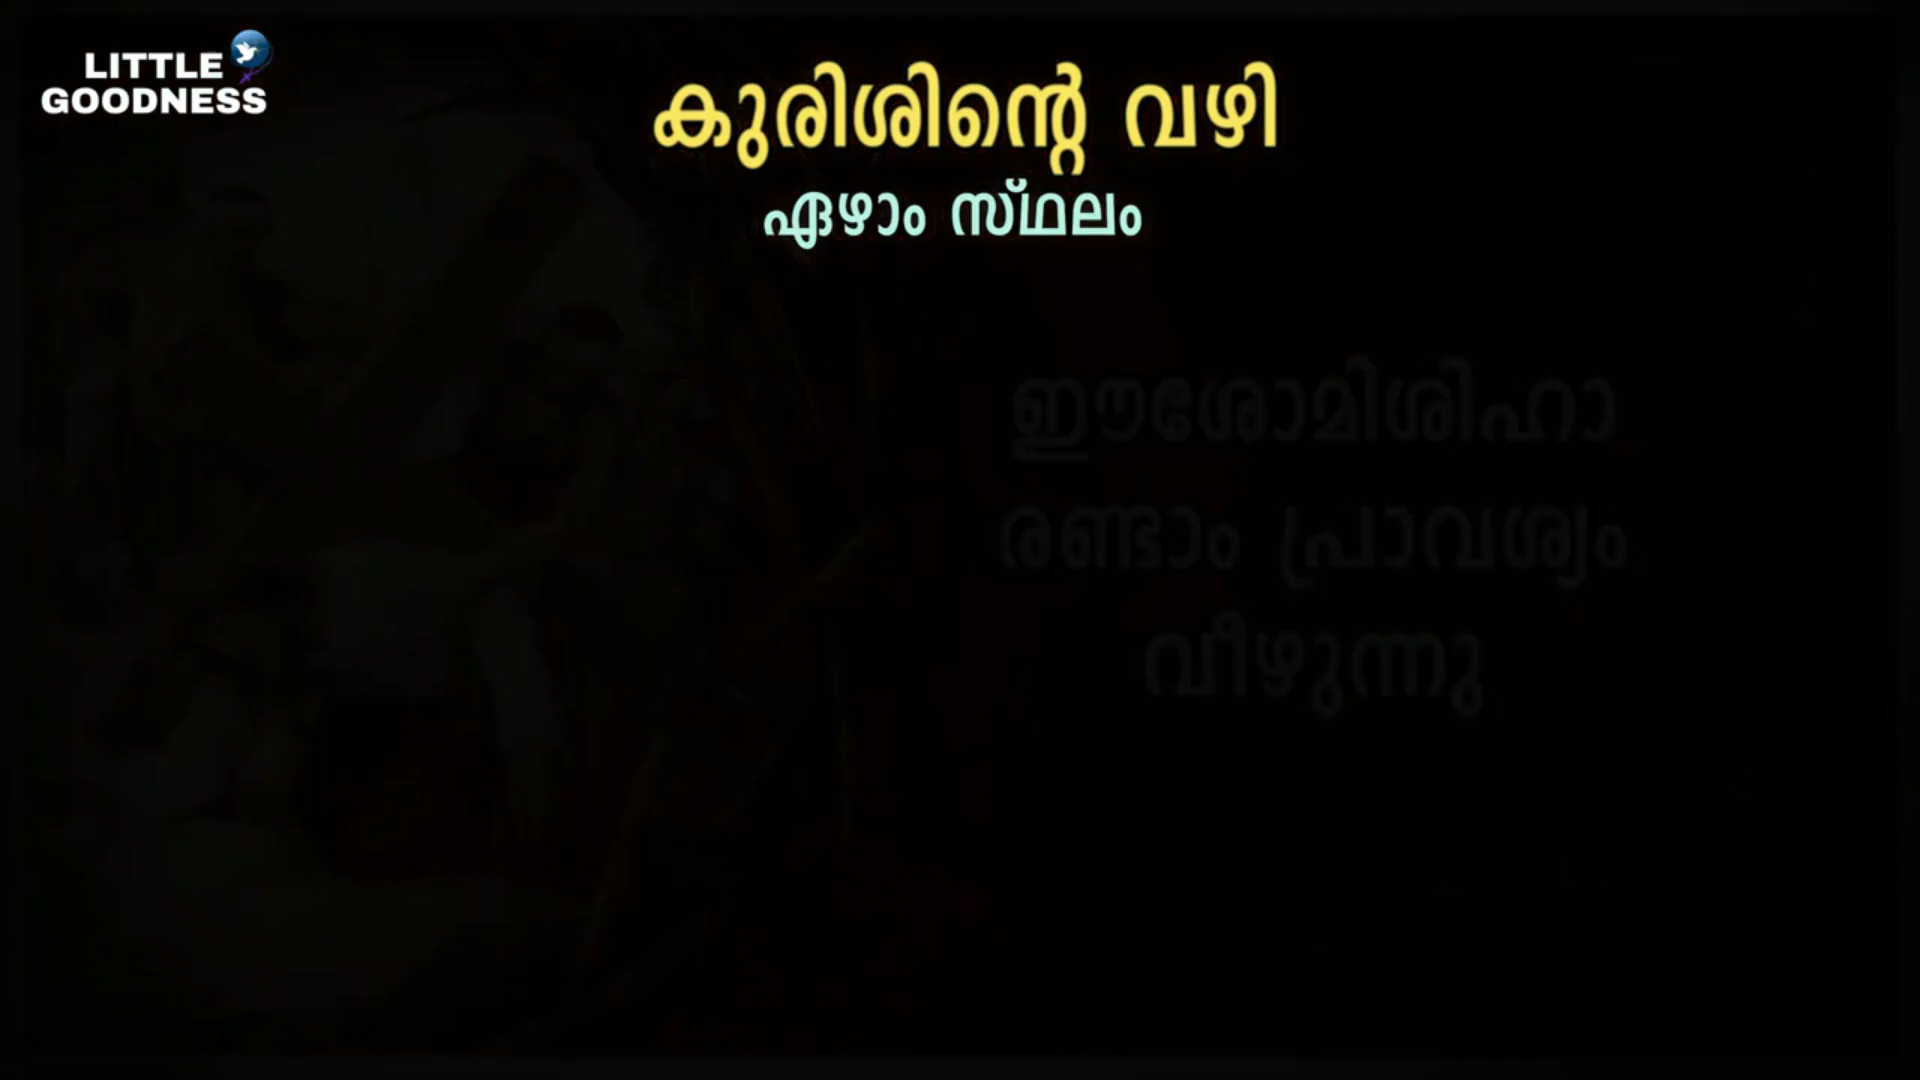 LITTLE
GOODNESS
കുരിശിന്റെ വഴി
ഏഴാം സ്ഥലം
ഈശോമിശിഹാ
രണ്ടാം പ്രാവശ്യം
വീഴുന്നു